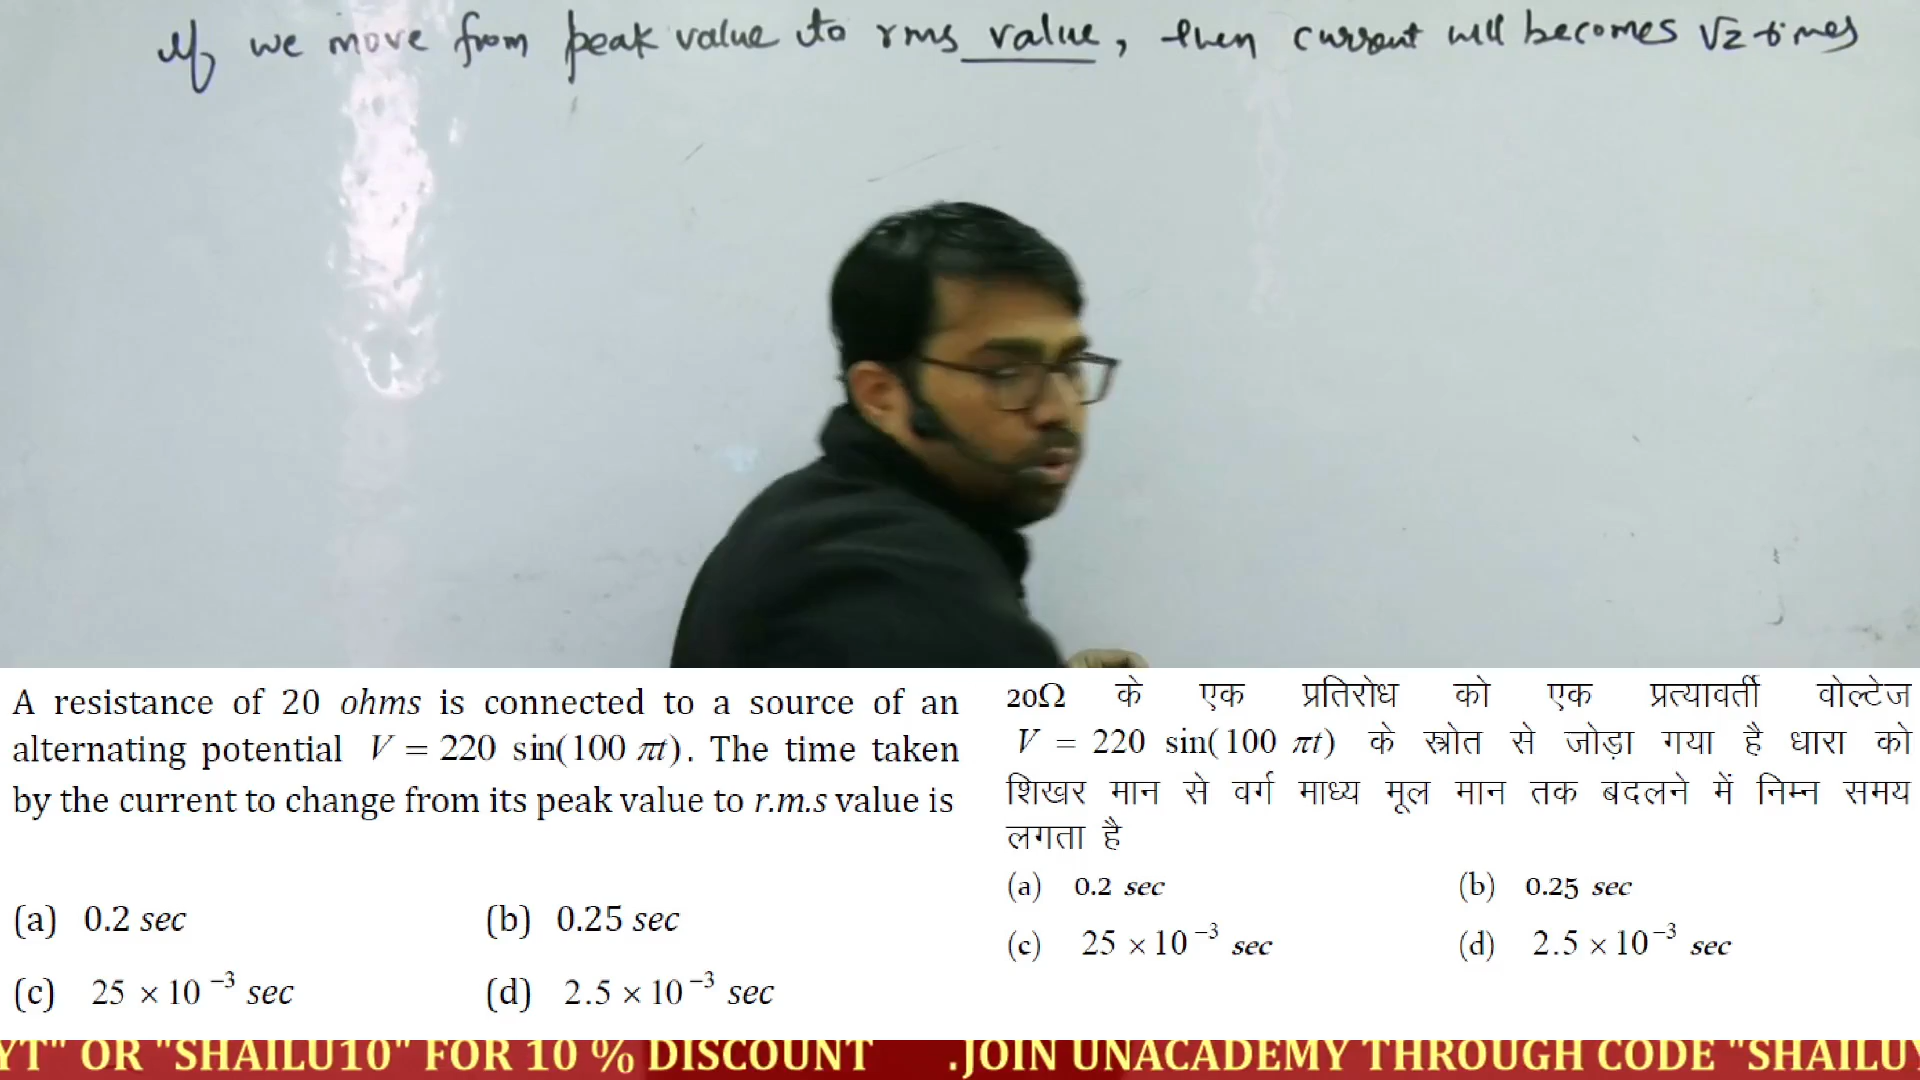 If we move from peak value to rms value, then current will becomes √2 times
A resistance of 20 ohms is connected to a source of an
alternating potential V = 220 sin(100 πt). The time taken
by the current to change from its peak value to r.m.s value is
(a) 0.2 sec (b) 0.25 sec
(c) 25 × 10⁻³ sec (d) 2.5 × 10⁻³ sec
20Ω के एक प्रतिरोध को एक प्रत्यावर्ती वोल्टेज
V = 220 sin(100 πt) के स्त्रोत से जोड़ा गया है धारा को
शिखर मान से वर्ग माध्य मूल मान तक बदलने में निम्न समय
लगता है
(a) 0.2 sec (b) 0.25 sec
(c) 25 × 10⁻³ sec (d) 2.5 × 10⁻³ sec
YT" OR "SHAILU10" FOR 10 % DISCOUNT .JOIN UNACADEMY THROUGH CODE "SHAILUY